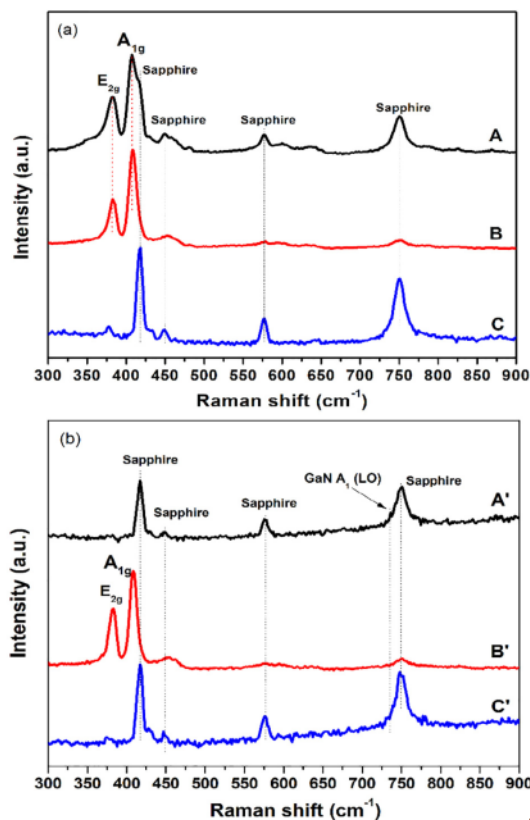 (a)
A1g
E2g
Sapphire
Sapphire
Sapphire
Sapphire
A
B
C
Intensity (a.u.)
300 350 400 450 500 550 600 650 700 750 800 850 900
Raman shift (cm-1)
(b)
Sapphire
Sapphire
Sapphire
GaN A1 (LO)
Sapphire
A'
A1g
E2g
B'
C'
Intensity (a.u.)
300 350 400 450 500 550 600 650 700 750 800 850 900
Raman shift (cm-1)